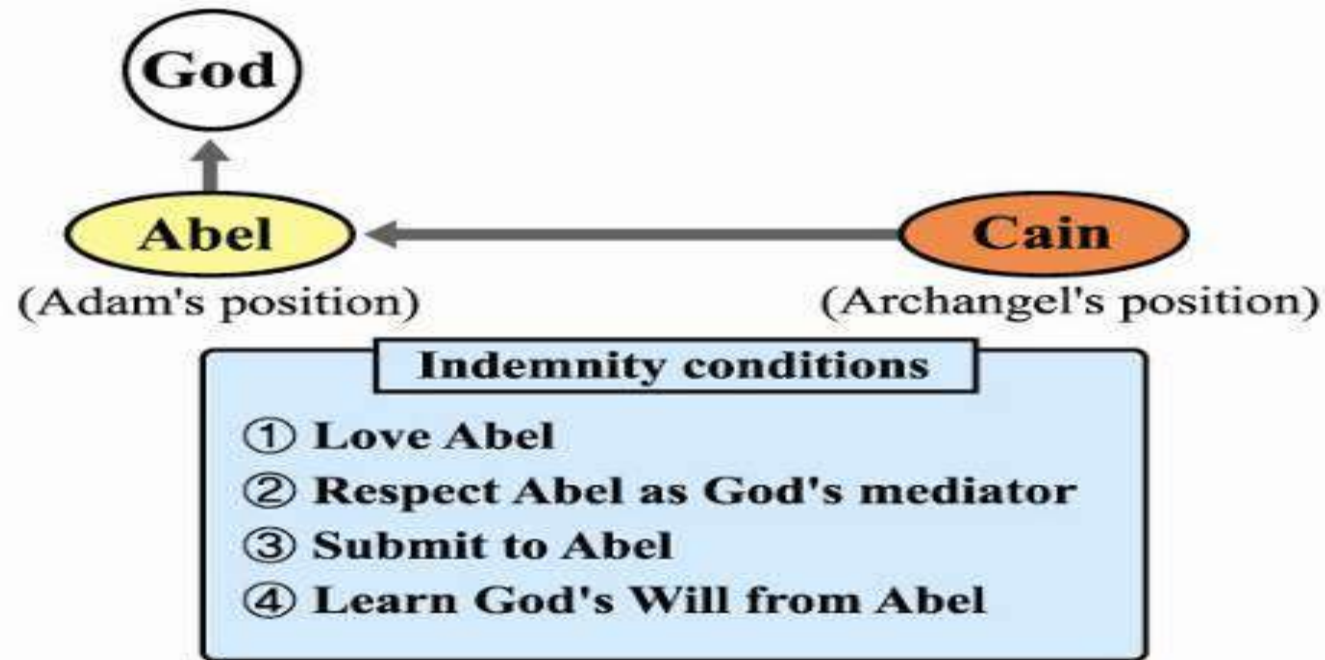 God
Abel
Cain
(Adam's position)
(Archangel's position)
Indemnity conditions
① Love Abel
② Respect Abel as God's mediator
③ Submit to Abel
④ Learn God's Will from Abel